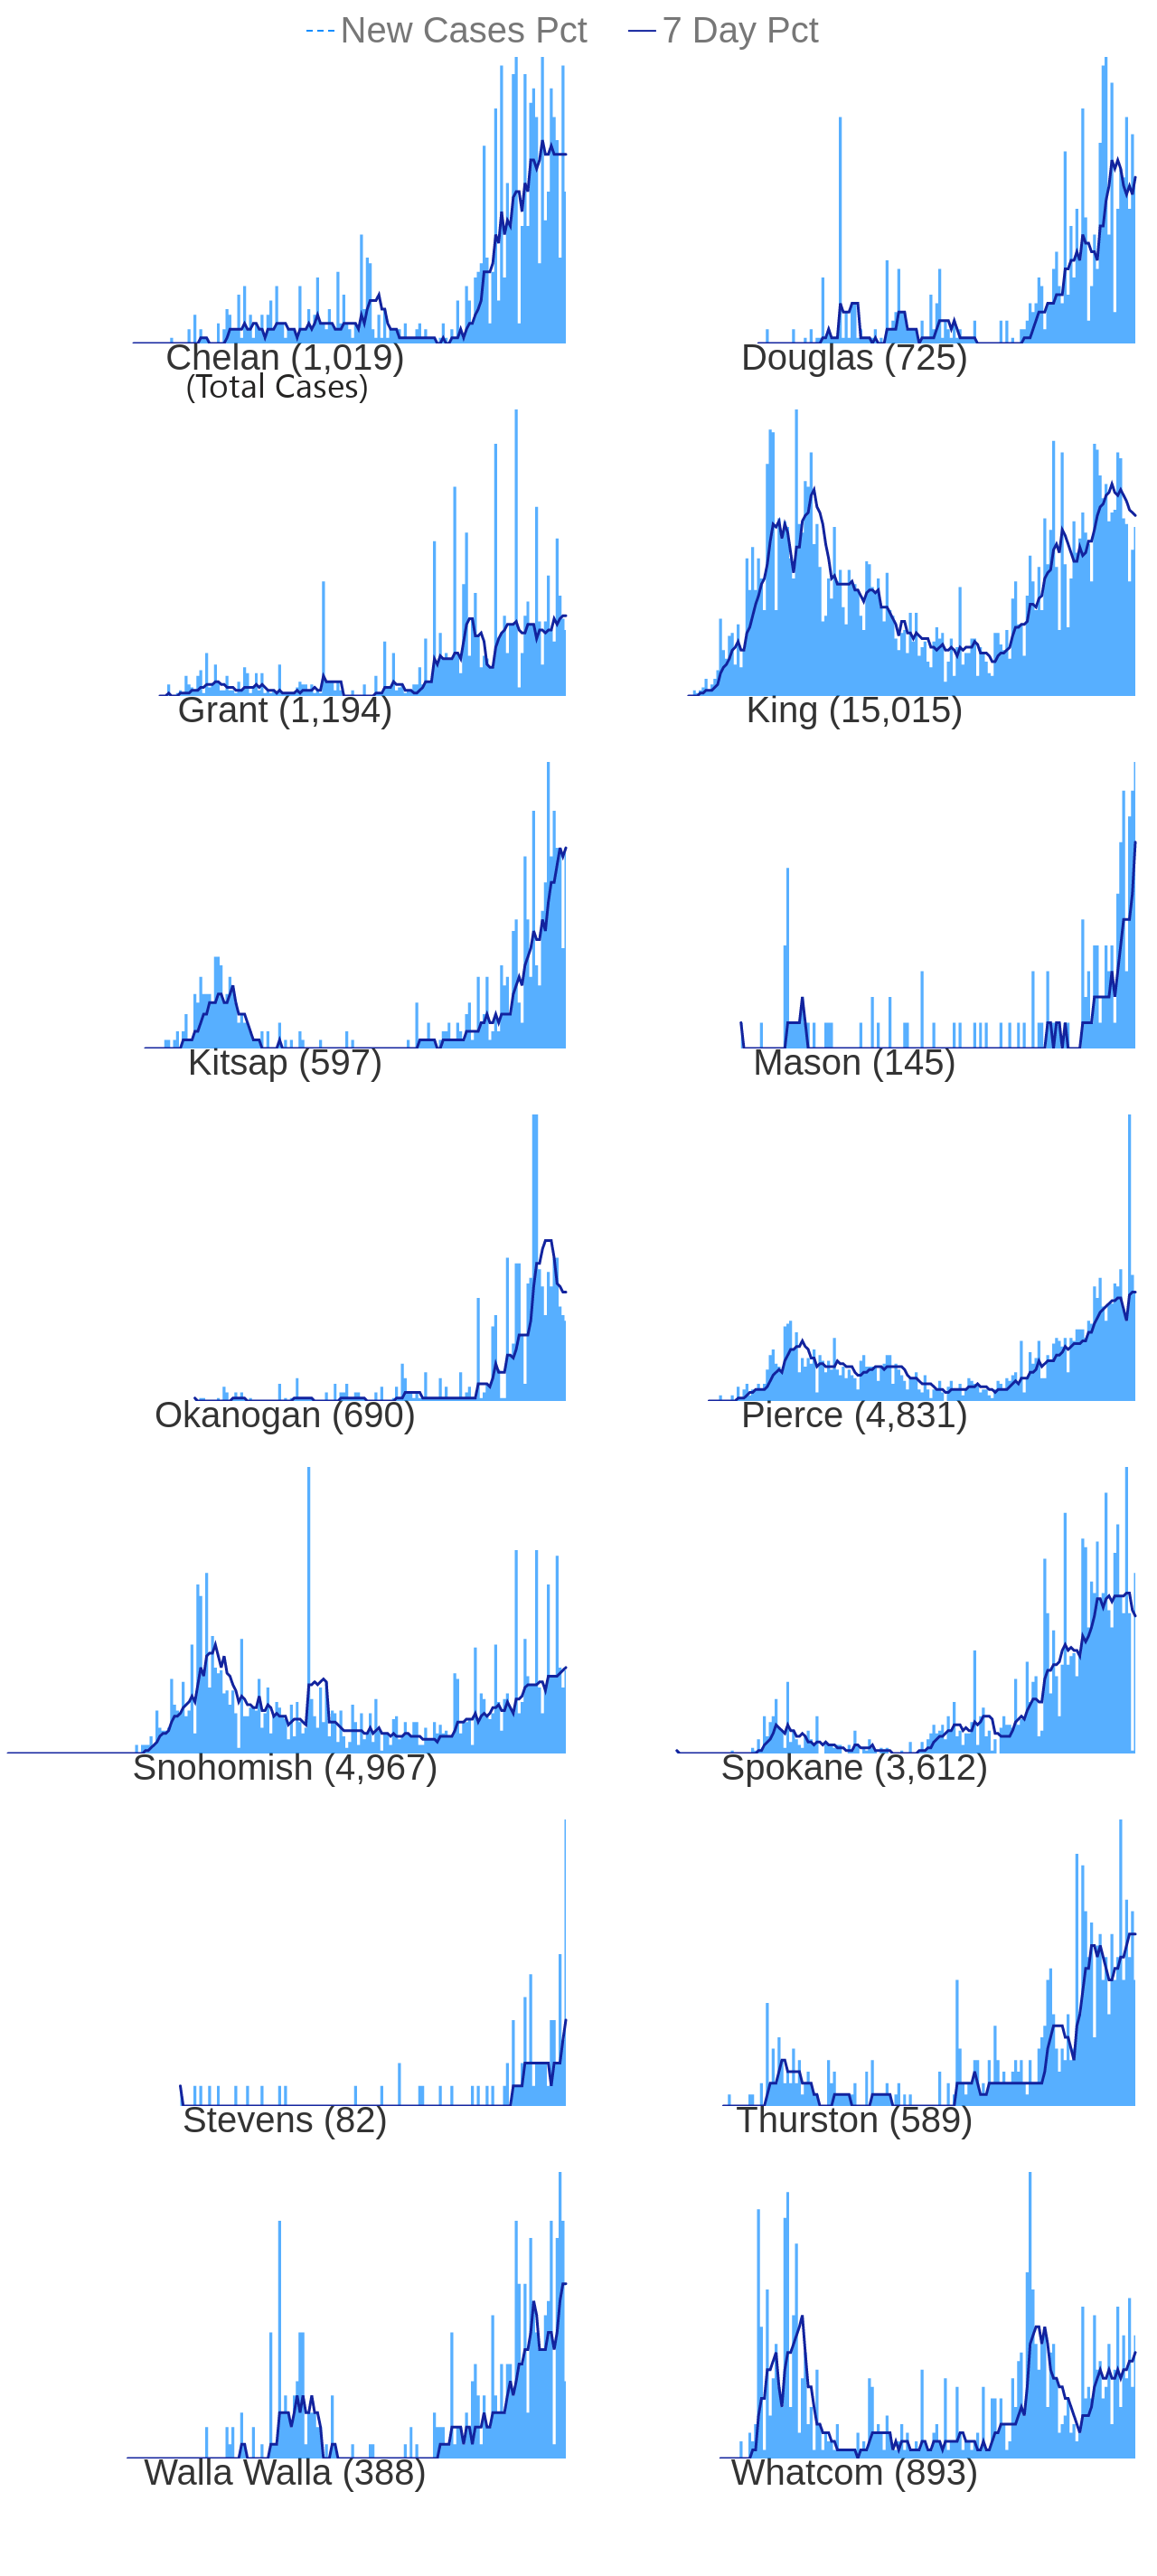 New Cases Pct 7 Day Pct
Chelan (1,019) Douglas (725)
(Total Cases)
Grant (1,194) King (15,015)
Kitsap (597) Mason (145)
Okanogan (690) Pierce (4,831)
Snohomish (4,967) Spokane (3,612)
Stevens (82) Thurston (589)
Walla Walla (388) Whatcom (893)